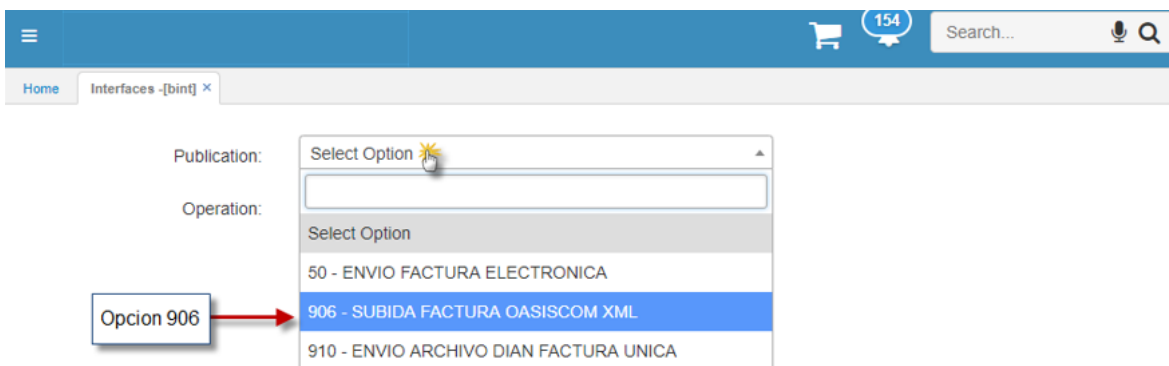 154
Search...
Home
Interfaces -[bint] ×
Publication:
Select Option
Operation:
Select Option
50 - ENVIO FACTURA ELECTRONICA
Opcion 906
906 - SUBIDA FACTURA OASISCOM XML
910 - ENVIO ARCHIVO DIAN FACTURA UNICA